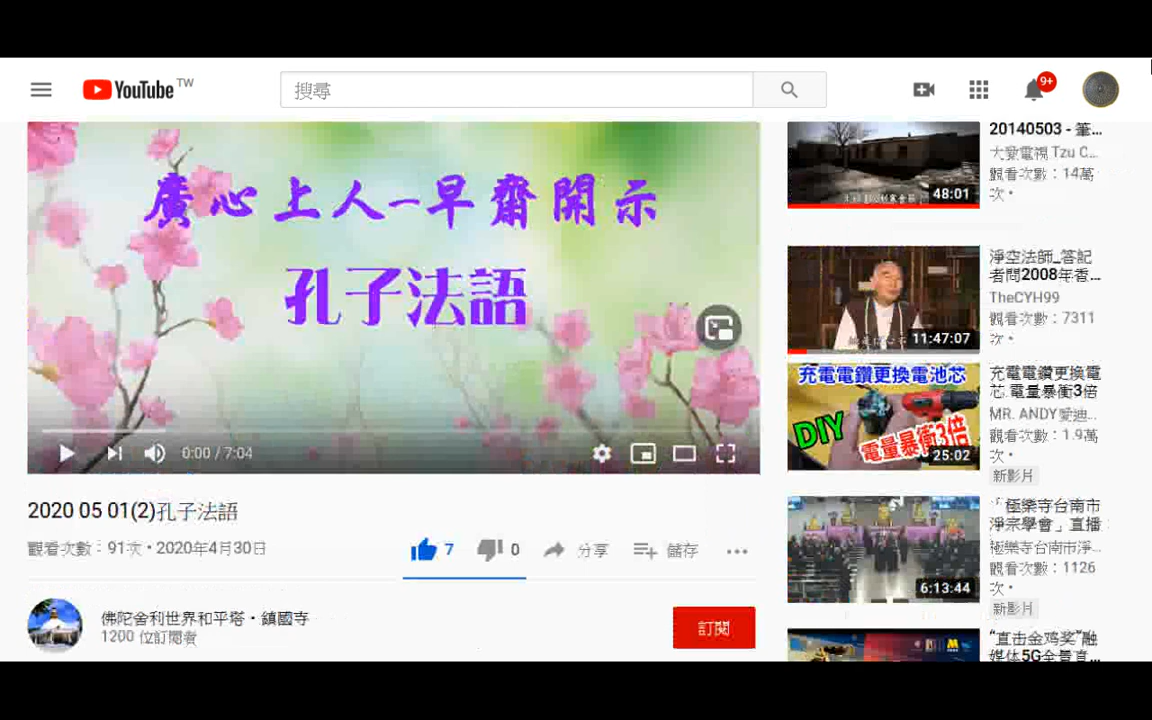 YouTube TW
搜尋
9+
廣心上人-早齋開示
孔子法語
0:00 / 7:04
2020 05 01(2)孔子法語
觀看次數：91次 • 2020年4月30日
7
0
分享
儲存
佛陀舍利世界和平塔・鎮國寺
1200 位訂閱者
訂閱
48:01
20140503 - 筆...
大愛電視 Tzu C...
觀看次數：14萬
次 •
11:47:07
淨空法師_答記
者問2008年香...
TheCYH99
觀看次數：7311
次 •
充電電鑽更換電池芯
DIY
電量暴衝3倍
25:02
充電電鑽更換電池
芯 電量暴衝3倍
MR. ANDY愛迪...
觀看次數：1.9萬
次 •
新影片
6:13:44
「極樂寺台南市
淨宗學會」直播
極樂寺台南市淨...
觀看次數：1126
次 •
新影片
“直击金鸡奖”融
媒体5G全景直...